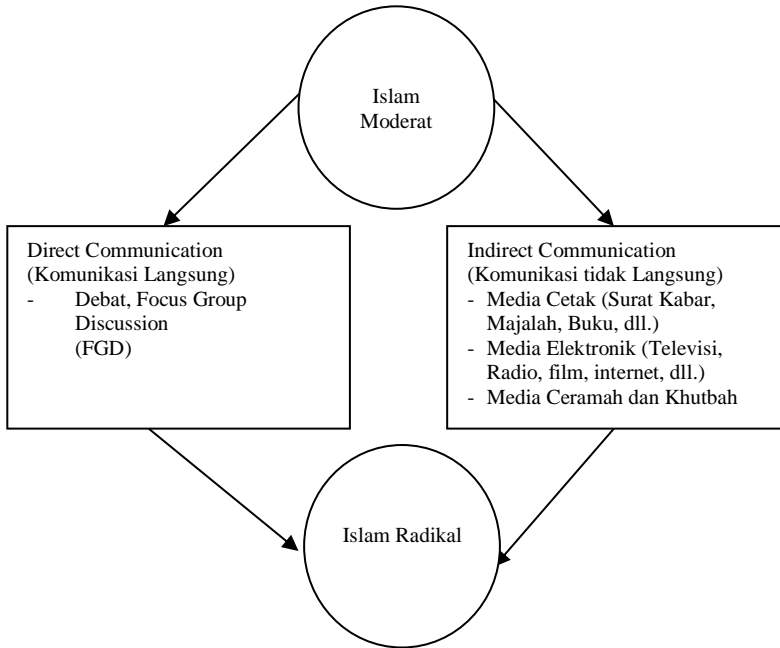 Islam
Moderat
Direct Communication
(Komunikasi Langsung)
- Debat, Focus Group
Discussion
(FGD)
Indirect Communication
(Komunikasi tidak Langsung)
- Media Cetak (Surat Kabar,
Majalah, Buku, dll.)
- Media Elektronik (Televisi,
Radio, film, internet, dll.)
- Media Ceramah dan Khutbah
Islam Radikal